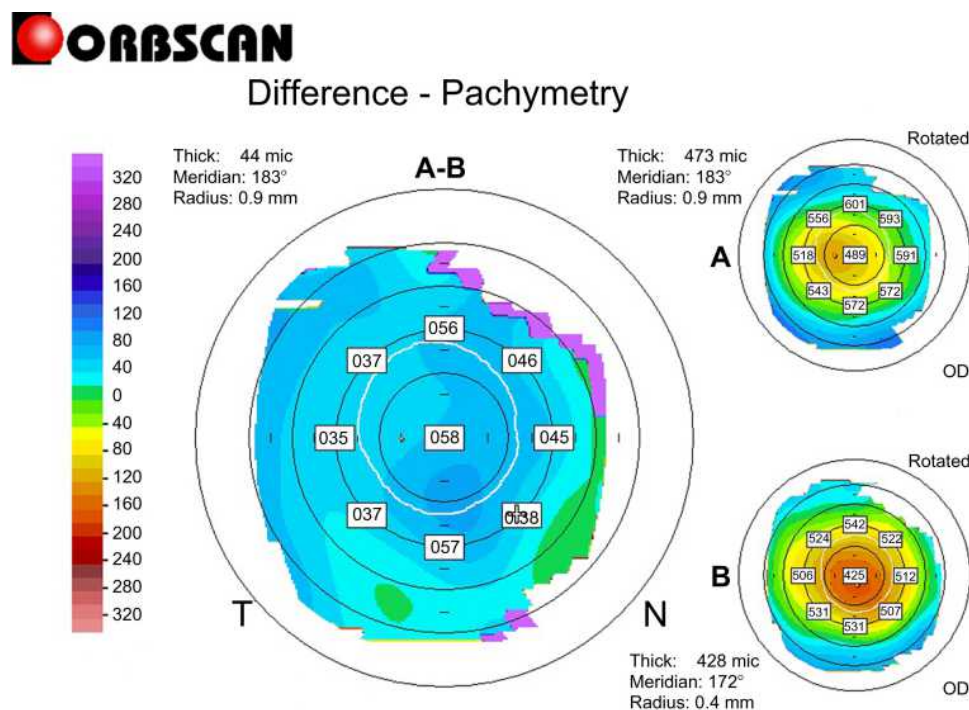 ORBSCAN
Difference - Pachymetry
Thick: 44 mic
Meridian: 183°
Radius: 0.9 mm
A-B
320
280
240
200
160
120
80
40
0
- 40
- 80
- 120
- 160
- 200
- 240
- 280
- 320
056
037
046
035
058
045
037
038
057
T
N
Thick: 473 mic
Meridian: 183°
Radius: 0.9 mm
Rotated
A
601
556
593
518
489
591
543
572
572
OD
Rotated
B
542
524
522
506
425
512
531
507
531
Thick: 428 mic
Meridian: 172°
Radius: 0.4 mm
OD